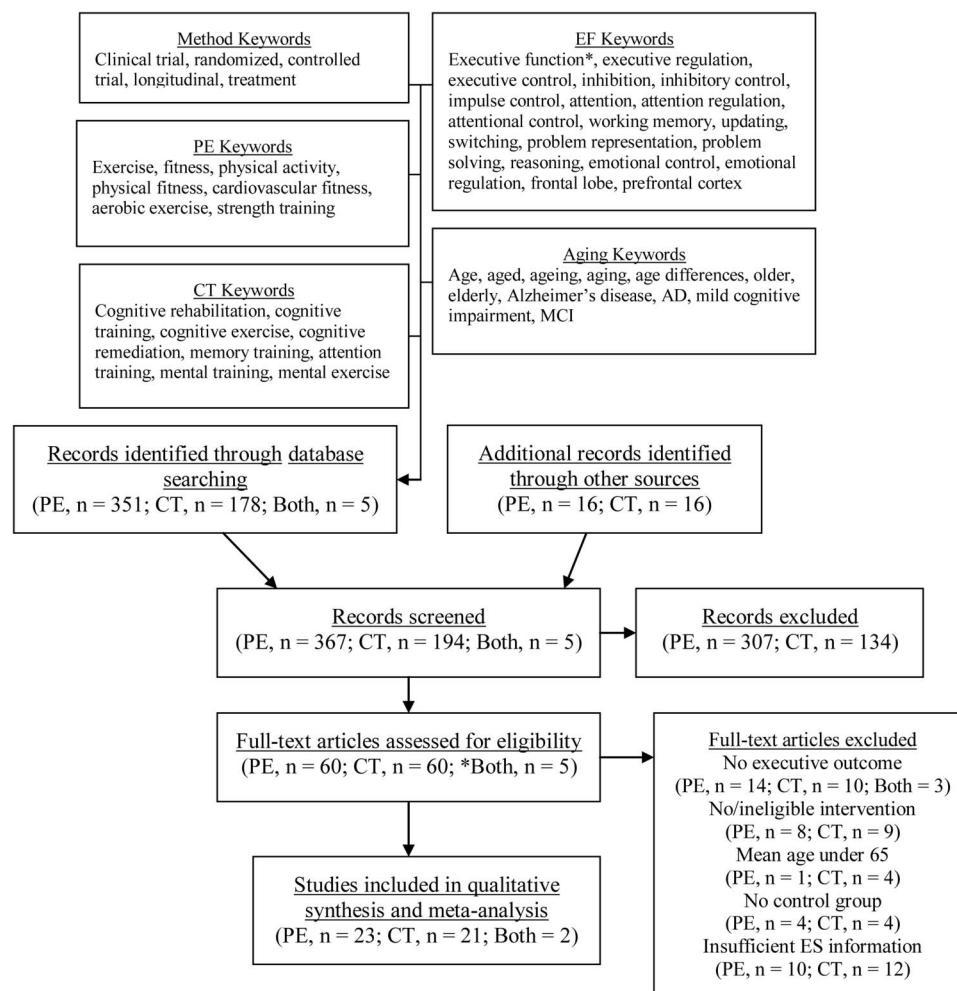 Method Keywords
Clinical trial, randomized, controlled
trial, longitudinal, treatment
EF Keywords
Executive function*, executive regulation,
executive control, inhibition, inhibitory control,
impulse control, attention, attention regulation,
attentional control, working memory, updating,
switching, problem representation, problem
solving, reasoning, emotional control, emotional
regulation, frontal lobe, prefrontal cortex
PE Keywords
Exercise, fitness, physical activity,
physical fitness, cardiovascular fitness,
aerobic exercise, strength training
Aging Keywords
Age, aged, ageing, aging, age differences, older,
elderly, Alzheimer's disease, AD, mild cognitive
impairment, MCI
CT Keywords
Cognitive rehabilitation, cognitive
training, cognitive exercise, cognitive
remediation, memory training, attention
training, mental training, mental exercise
Records identified through database
searching
(PE, n = 351; CT, n = 178; Both, n = 5)
Additional records identified
through other sources
(PE, n = 16; CT, n = 16)
Records screened
(PE, n = 367; CT, n = 194; Both, n = 5)
Records excluded
(PE, n = 307; CT, n = 134)
Full-text articles assessed for eligibility
(PE, n = 60; CT, n = 60; *Both, n = 5)
Full-text articles excluded
No executive outcome
(PE, n = 14; CT, n = 10; Both = 3)
No/ineligible intervention
(PE, n = 8; CT, n = 9)
Mean age under 65
(PE, n = 1; CT, n = 4)
No control group
(PE, n = 4; CT, n = 4)
Insufficient ES information
(PE, n = 10; CT, n = 12)
Studies included in qualitative
synthesis and meta-analysis
(PE, n = 23; CT, n = 21; Both = 2)